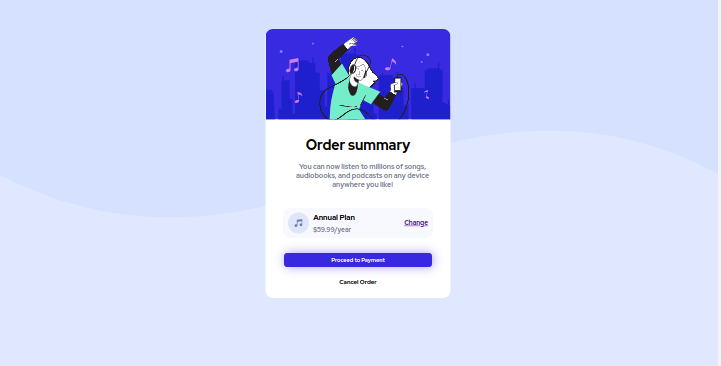 Order summary
You can now listen to millions of songs,
audiobooks, and podcasts on any device
anywhere you like!
Annual Plan
$59.99/year
Change
Proceed to Payment
Cancel Order